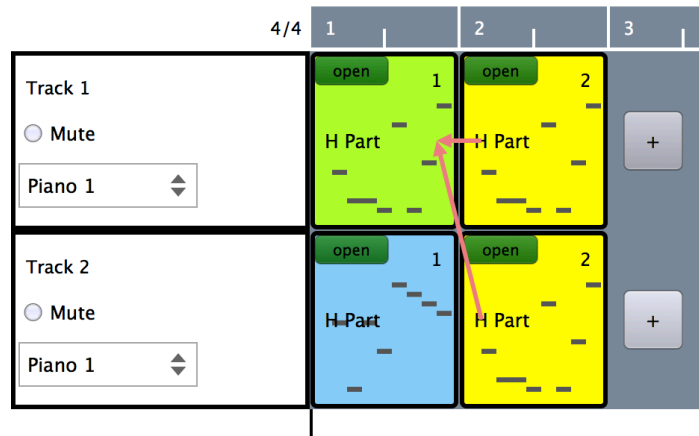 4/4 1 2 3
Track 1
Mute
Piano 1
open 1
H Part
open 2
H Part
+
Track 2
Mute
Piano 1
open 1
H Part
open 2
H Part
+